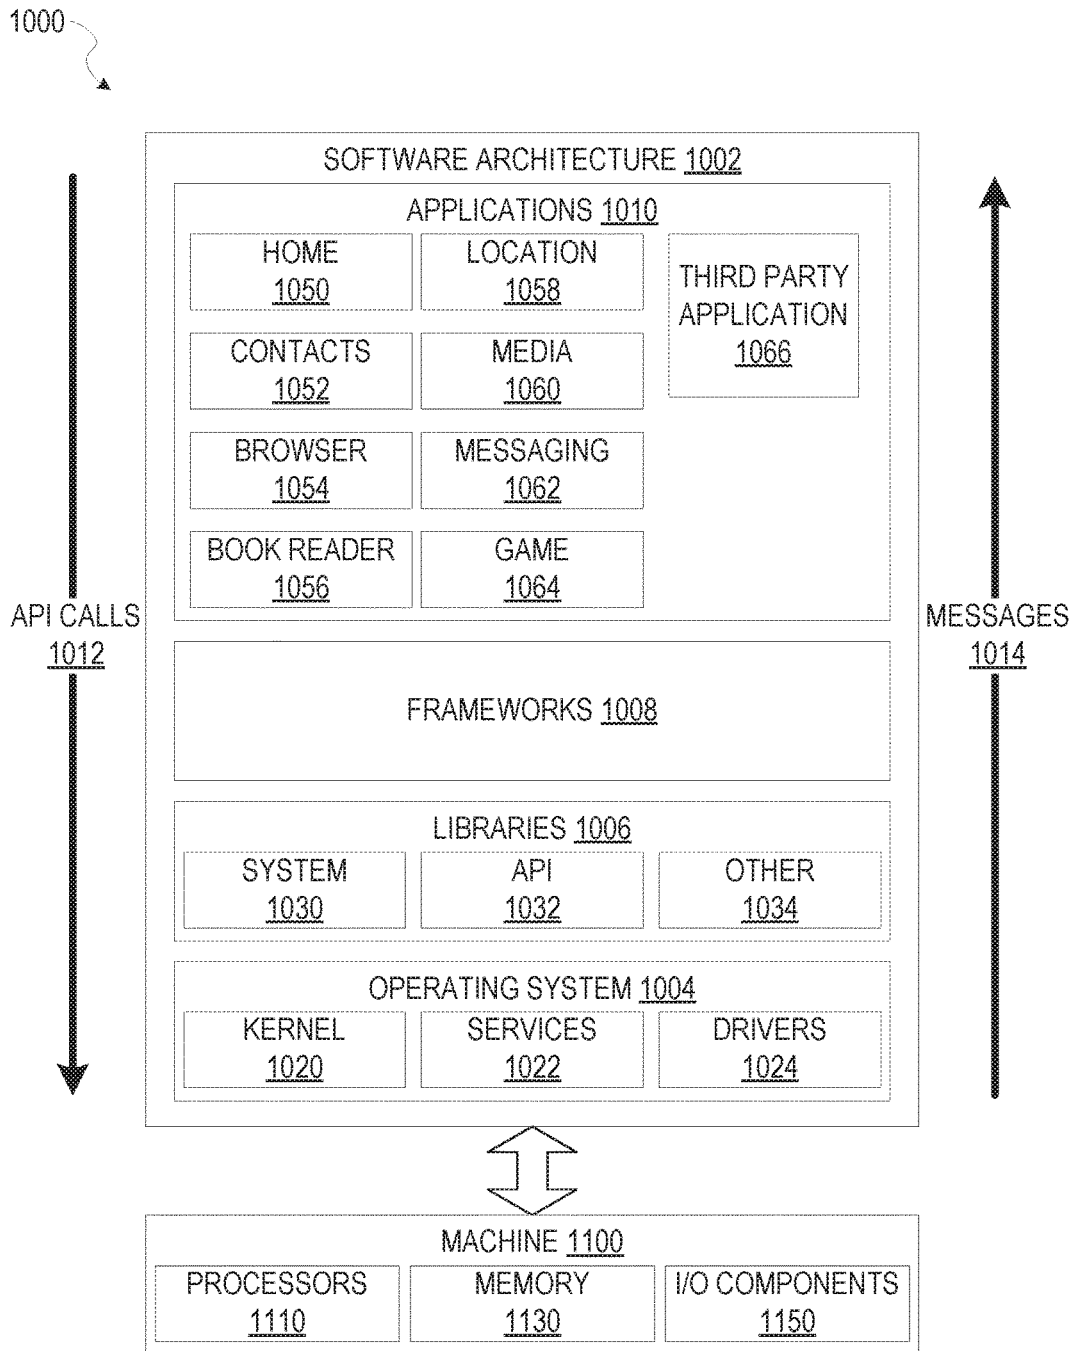 1000
SOFTWARE ARCHITECTURE 1002
APPLICATIONS 1010
HOME
1050
LOCATION
1058
THIRD PARTY
APPLICATION
1066
CONTACTS
1052
MEDIA
1060
BROWSER
1054
MESSAGING
1062
BOOK READER
1056
GAME
1064
API CALLS
1012
MESSAGES
1014
FRAMEWORKS 1008
LIBRARIES 1006
SYSTEM
1030
API
1032
OTHER
1034
OPERATING SYSTEM 1004
KERNEL
1020
SERVICES
1022
DRIVERS
1024
MACHINE 1100
PROCESSORS
1110
MEMORY
1130
I/O COMPONENTS
1150